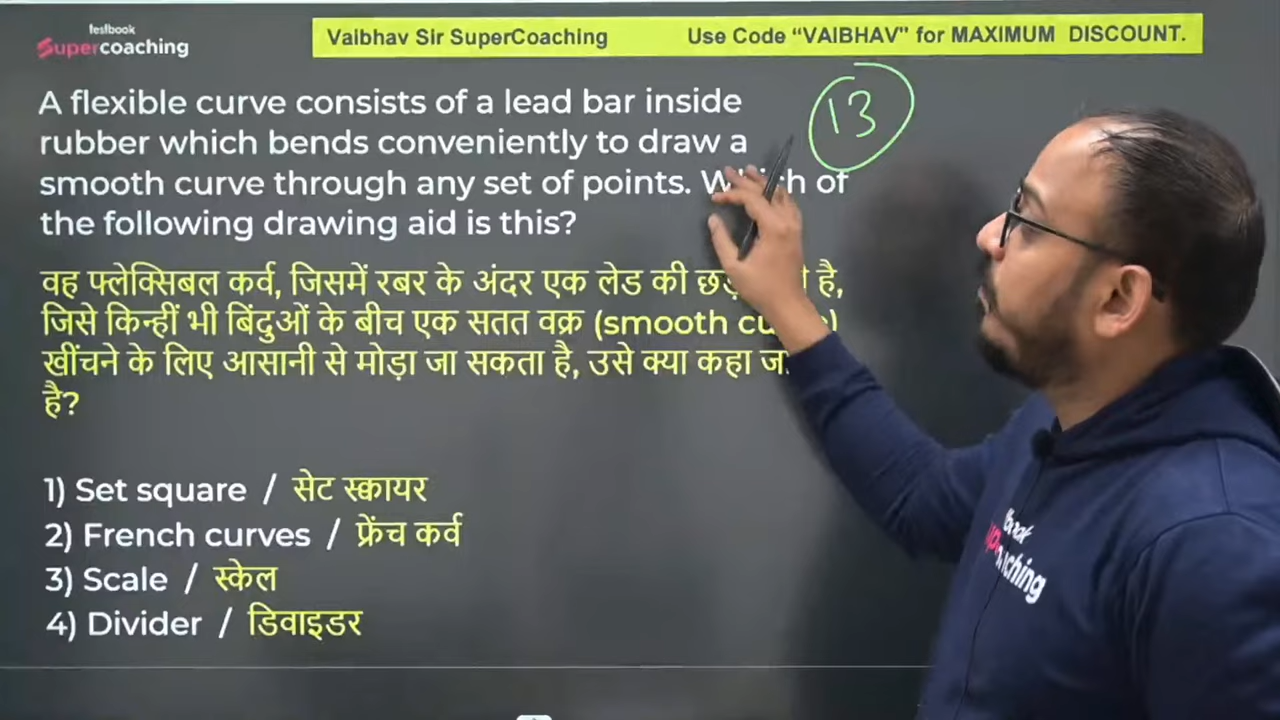 testbook
Supercoaching
Vaibhav Sir SuperCoaching Use Code “VAIBHAV” for MAXIMUM DISCOUNT.
13
A flexible curve consists of a lead bar inside
rubber which bends conveniently to draw a
smooth curve through any set of points. of
the following drawing aid is this?
वह फ्लेक्सिबल कर्व, जिसमें रबर के अंदर एक लेड की है,
जिसे किन्हीं भी बिंदुओं के बीच एक सतत वक्र (smooth
खींचने के लिए आसानी से मोड़ा जा सकता है, उसे क्या कहा
है?
1) Set square / सेट स्क्वायर
2) French curves / फ्रेंच कर्व
3) Scale / स्केल
4) Divider / डिवाइडर